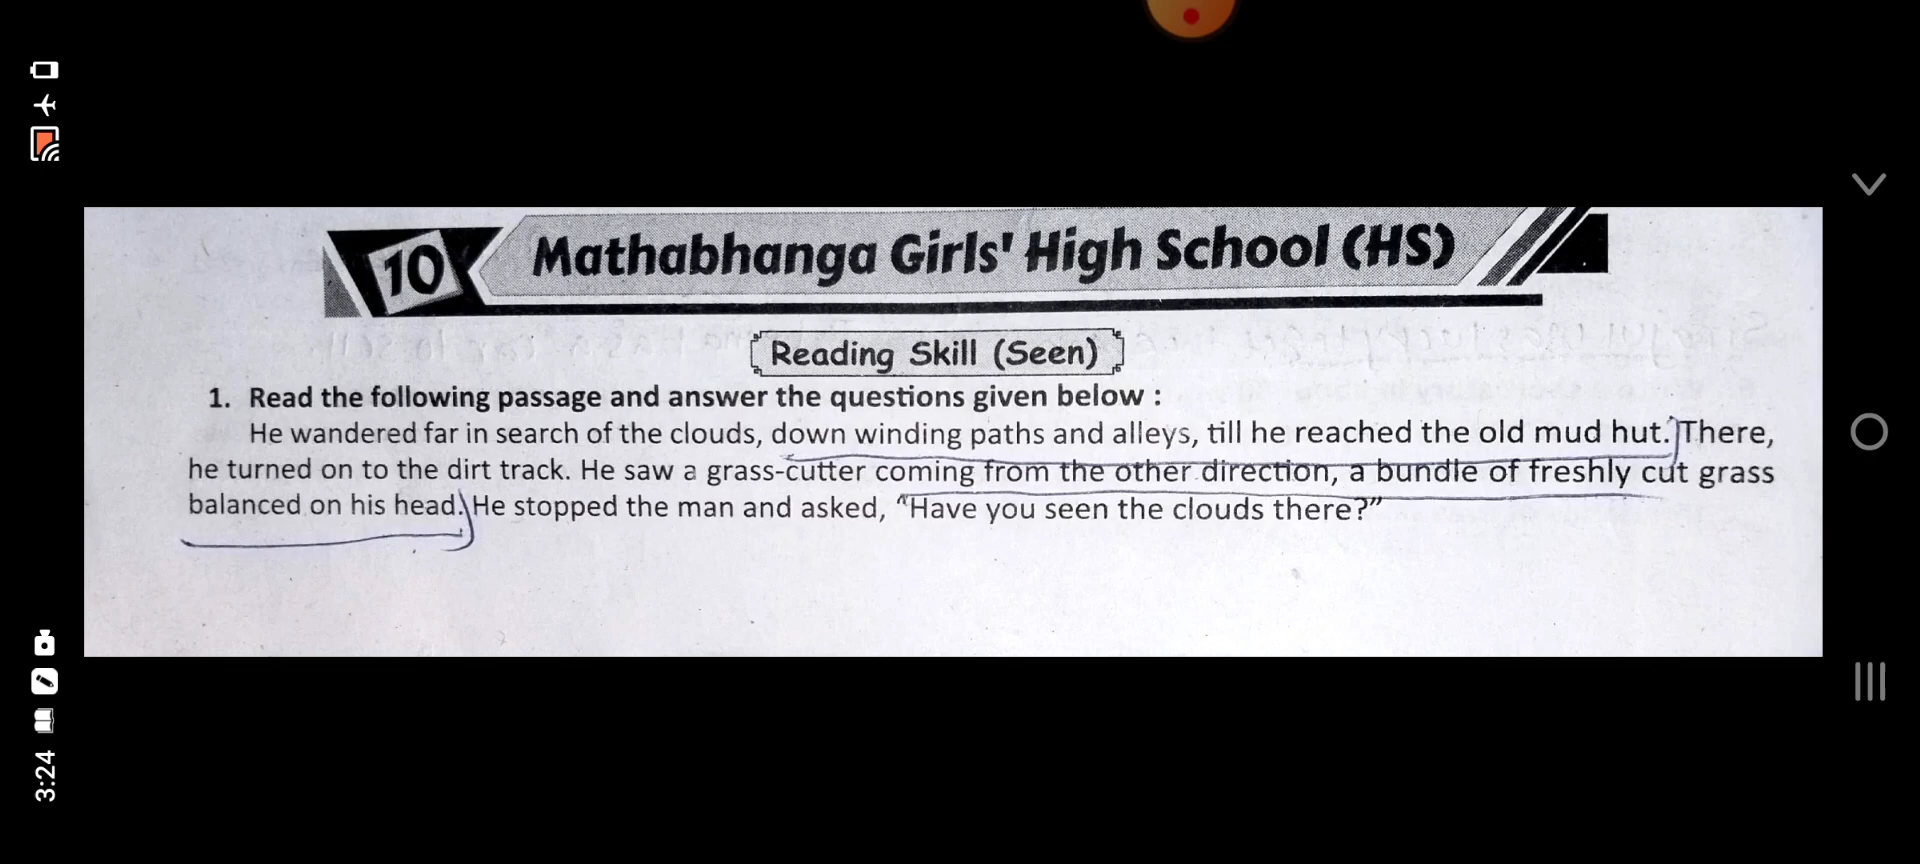 10 Mathabhanga Girls' High School (HS)
Reading Skill (Seen)
1. Read the following passage and answer the questions given below :
He wandered far in search of the clouds, down winding paths and alleys, till he reached the old mud hut. There,
he turned on to the dirt track. He saw a grass-cutter coming from the other direction, a bundle of freshly cut grass
balanced on his head. He stopped the man and asked, “Have you seen the clouds there?”
3:24